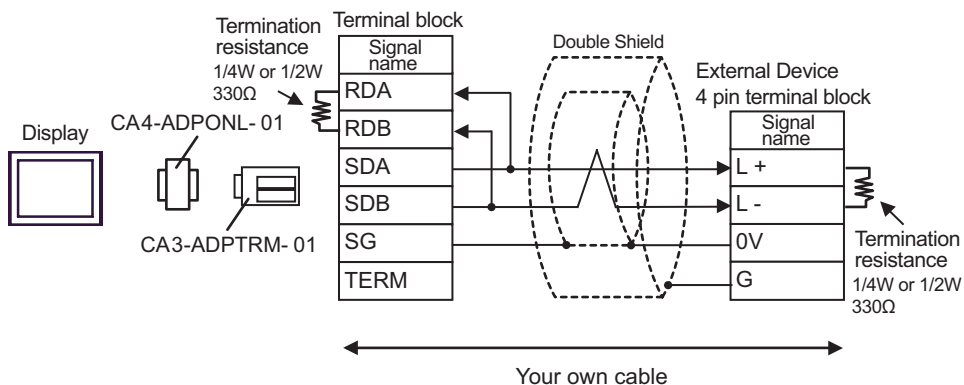 Termination
resistance
1/4W or 1/2W
330Ω
Terminal block
Signal
name
RDA
RDB
SDA
SDB
SG
TERM
Display
CA4-ADPONL- 01
CA3-ADPTRM- 01
Double Shield
External Device
4 pin terminal block
Signal
name
L +
L -
0V
G
Termination
resistance
1/4W or 1/2W
330Ω
Your own cable